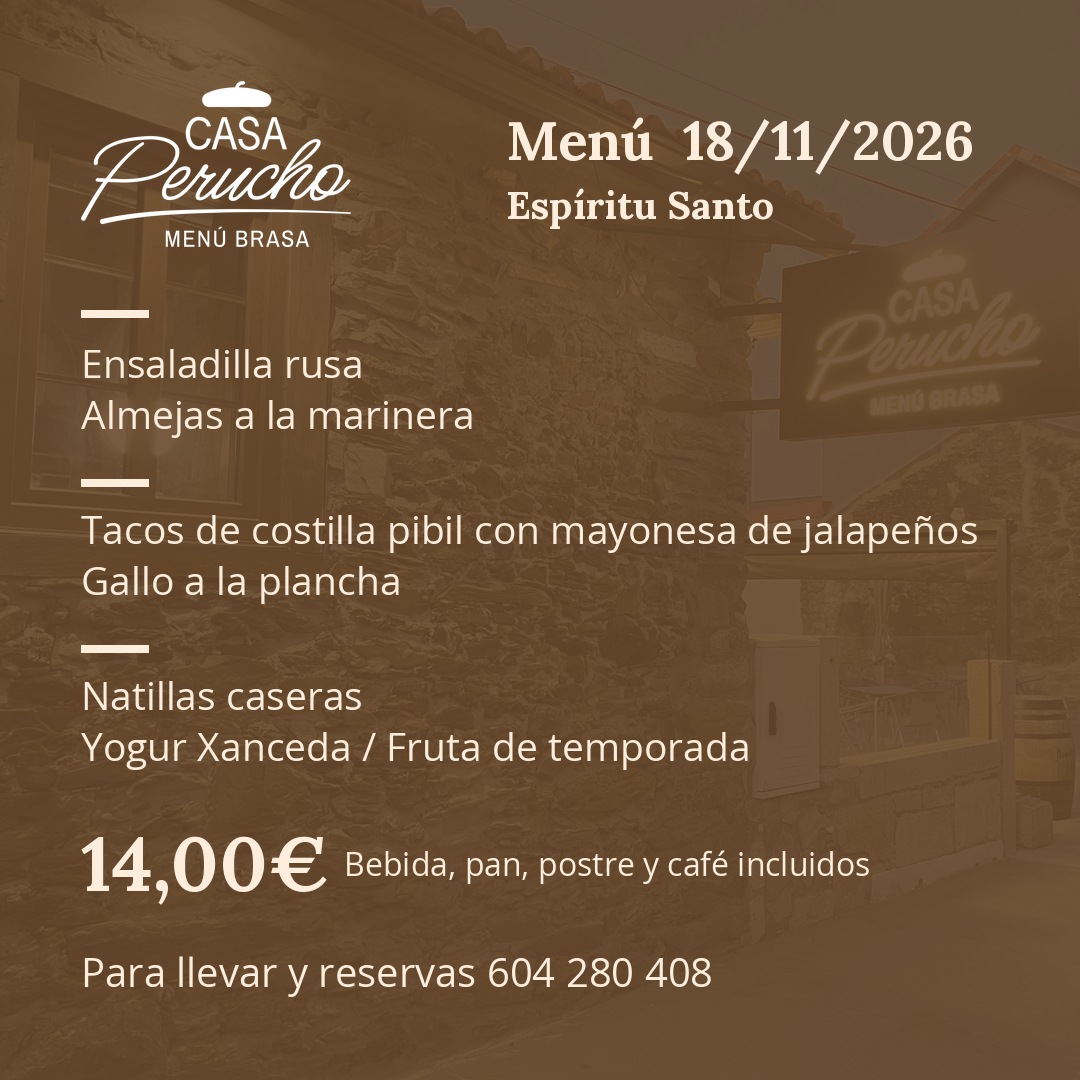 CASA
Perucho
MENÚ BRASA
Menú 18/11/2026
Espíritu Santo
CASA
Perucho
MENÚ BRASA
Ensaladilla rusa
Almejas a la marinera
Tacos de costilla pibil con mayonesa de jalapeños
Gallo a la plancha
Natillas caseras
Yogur Xanceda / Fruta de temporada
14,00€ Bebida, pan, postre y café incluidos
Para llevar y reservas 604 280 408